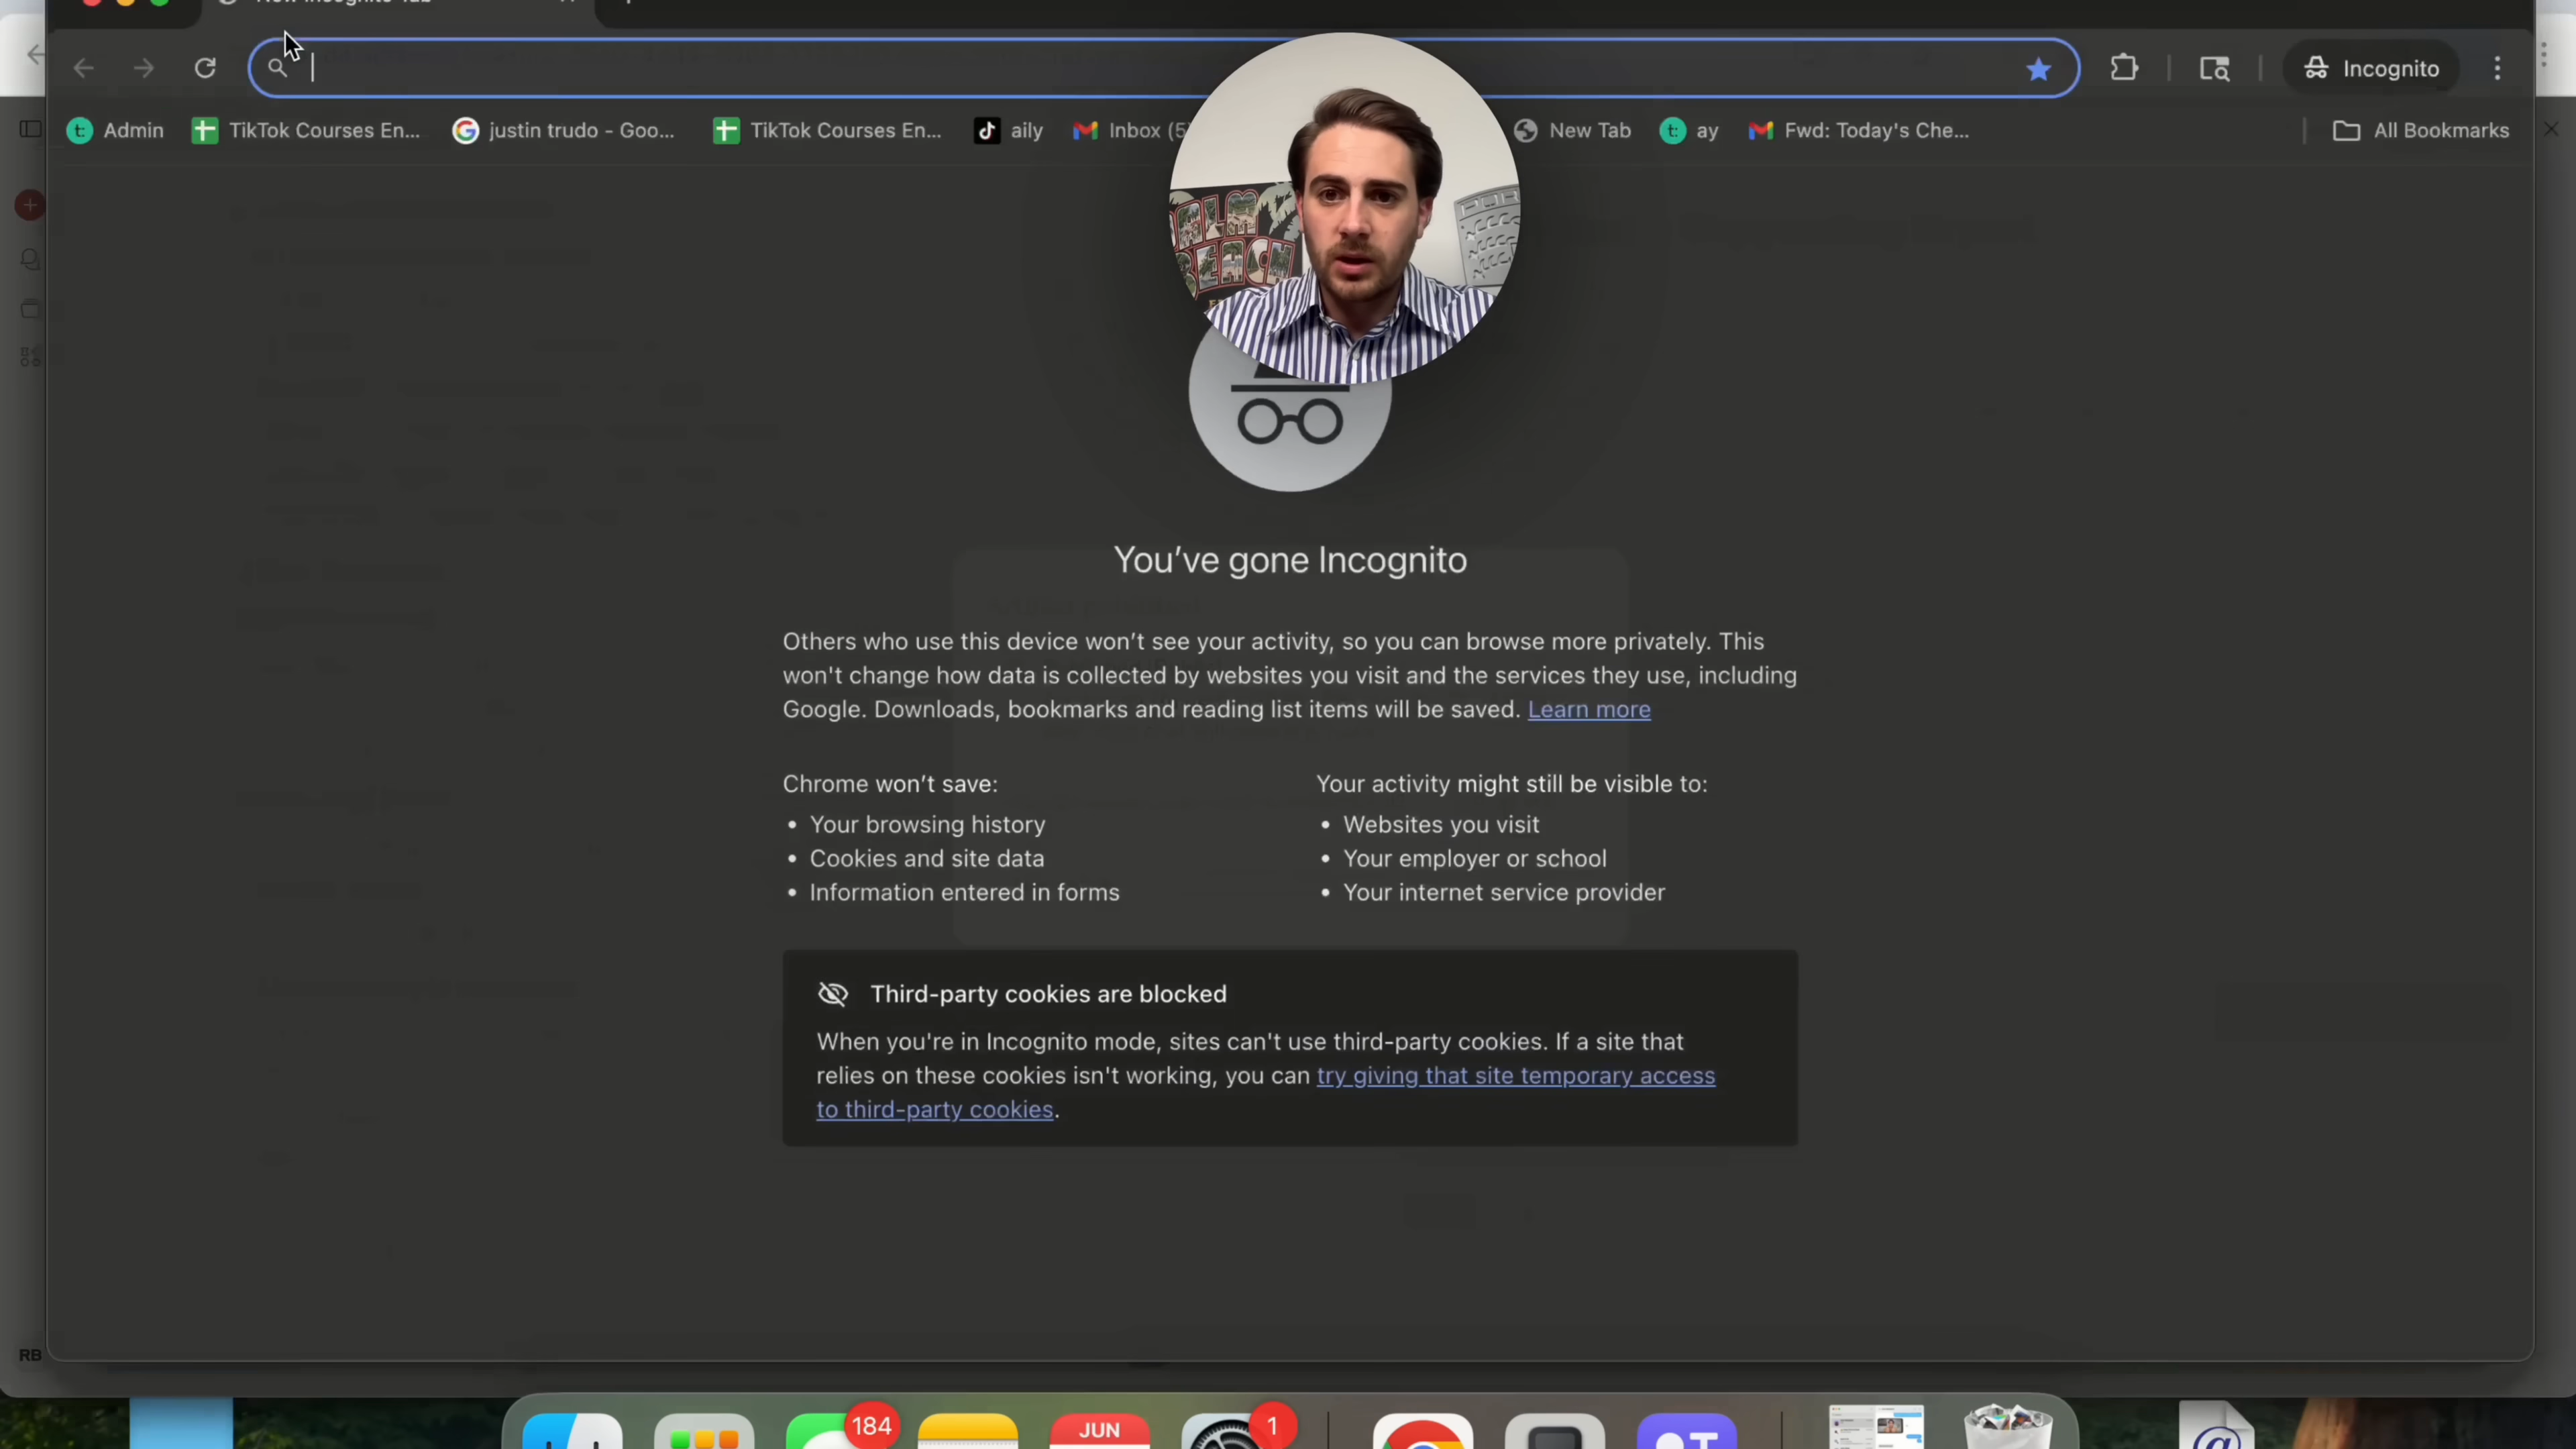 New Incognito Tab
Incognito
Admin
TikTok Courses En...
justin trudo - Goo...
TikTok Courses En...
aily
Inbox (5
New Tab
ay
Fwd: Today's Che...
All Bookmarks
PALM
BEACH
You've gone Incognito
Others who use this device won't see your activity, so you can browse more privately. This
won't change how data is collected by websites you visit and the services they use, including
Google. Downloads, bookmarks and reading list items will be saved. Learn more
Chrome won't save:
• Your browsing history
• Cookies and site data
• Information entered in forms
Your activity might still be visible to:
• Websites you visit
• Your employer or school
• Your internet service provider
Third-party cookies are blocked
When you're in Incognito mode, sites can't use third-party cookies. If a site that
relies on these cookies isn't working, you can try giving that site temporary access
to third-party cookies.
RB
184
JUN
1